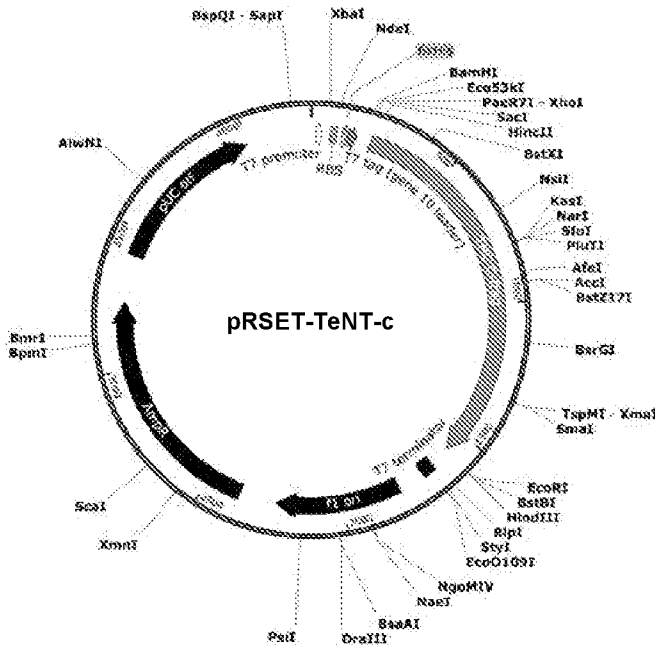 BspQI - SapI
XbaI
NdeI
BamHI
Eco53kI
PaeR7I - XhoI
SacI
HincII
BstXI
NsiI
KasI
NarI
SfoI
PluTI
AfeI
AccI
BstZ17I
BsrGI
TspMI - XmaI
SmaI
EcoRI
BstBI
HindIII
BlpI
StyI
EcoO109I
NgoMIV
NaeI
BsaAI
DraIII
PsiI
XmnI
ScaI
BpmI
BmrI
AlwNI
T7 promoter
RBS
T7 tag (gene 10 leader)
T7 terminator
f1 ori
AmpR
pUC ori
pRSET-TeNT-c